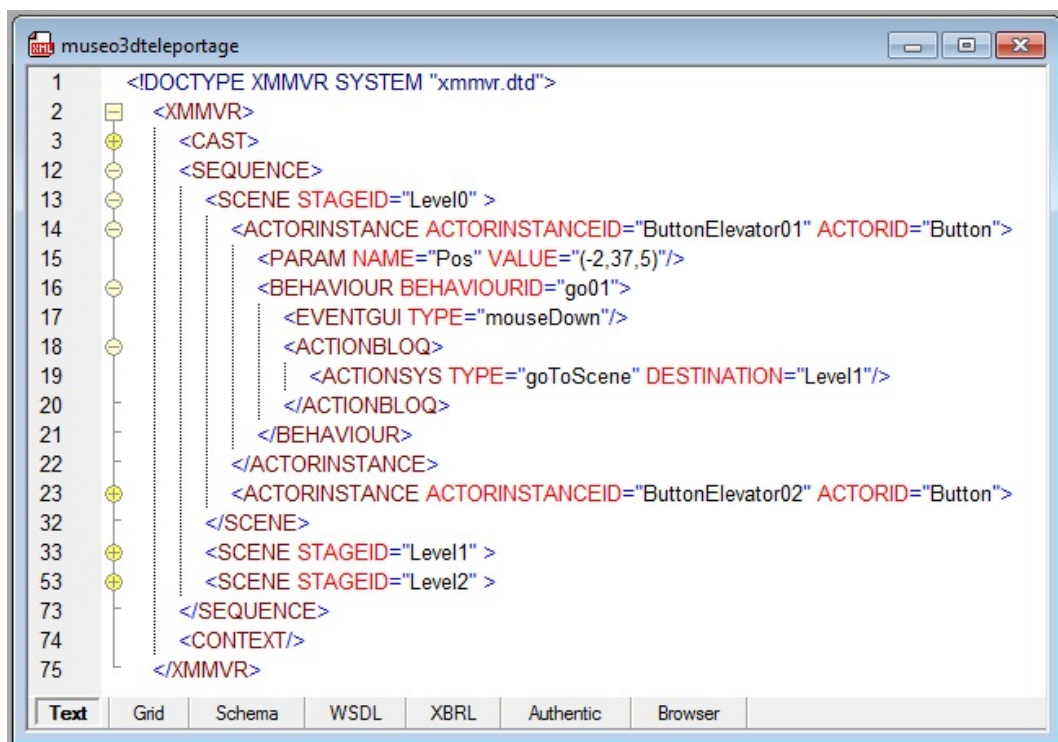 museo3dteleportage
1 <!DOCTYPE XMMVR SYSTEM "xmmvr.dtd">
2 <XMMVR>
3 <CAST>
12 <SEQUENCE>
13 <SCENE STAGEID="Level0" >
14 <ACTORINSTANCE ACTORINSTANCEID="ButtonElevator01" ACTORID="Button">
15 <PARAM NAME="Pos" VALUE="(-2,37,5)"/>
16 <BEHAVIOUR BEHAVIOURID="go01">
17 <EVENTGUI TYPE="mouseDown"/>
18 <ACTIONBLOQ>
19 <ACTIONSYS TYPE="goToScene" DESTINATION="Level1"/>
20 </ACTIONBLOQ>
21 </BEHAVIOUR>
22 </ACTORINSTANCE>
23 <ACTORINSTANCE ACTORINSTANCEID="ButtonElevator02" ACTORID="Button">
32 </SCENE>
33 <SCENE STAGEID="Level1" >
53 <SCENE STAGEID="Level2" >
73 </SEQUENCE>
74 <CONTEXT/>
75 </XMMVR>
Text Grid Schema WSDL XBRL Authentic Browser